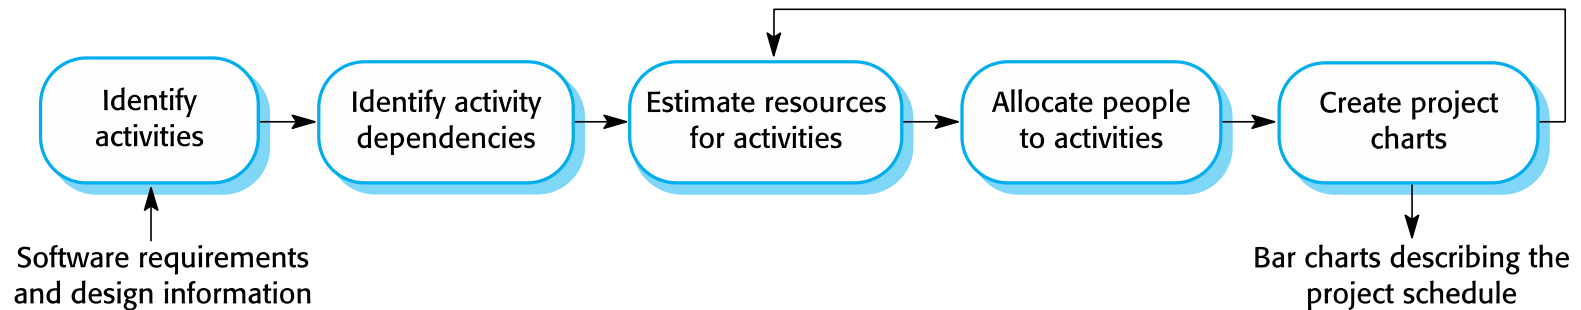 Identify
activities
Identify activity
dependencies
Estimate resources
for activities
Allocate people
to activities
Create project
charts
Software requirements
and design information
Bar charts describing the
project schedule